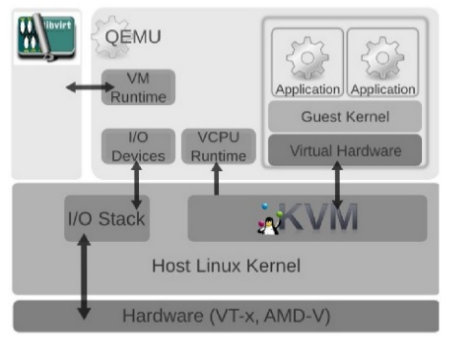 libvirt
QEMU
VM
Runtime
Application
Application
Guest Kernel
I/O
Devices
VCPU
Runtime
Virtual Hardware
I/O Stack
KVM
Host Linux Kernel
Hardware (VT-x, AMD-V)